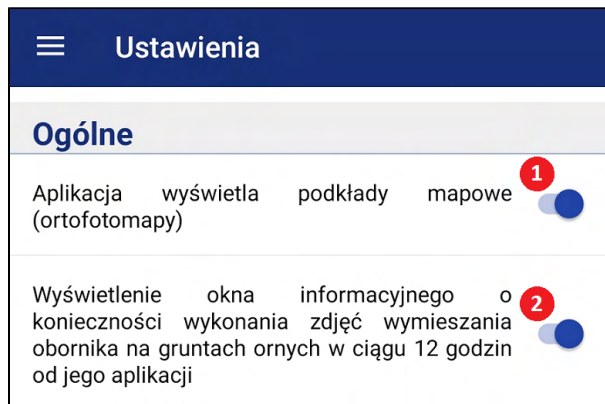 Ustawienia
Ogólne
1
Aplikacja wyświetla podkłady mapowe
(ortofotomapy)
2
Wyświetlenie okna informacyjnego o
konieczności wykonania zdjęć wymieszania
obornika na gruntach ornych w ciągu 12 godzin
od jego aplikacji